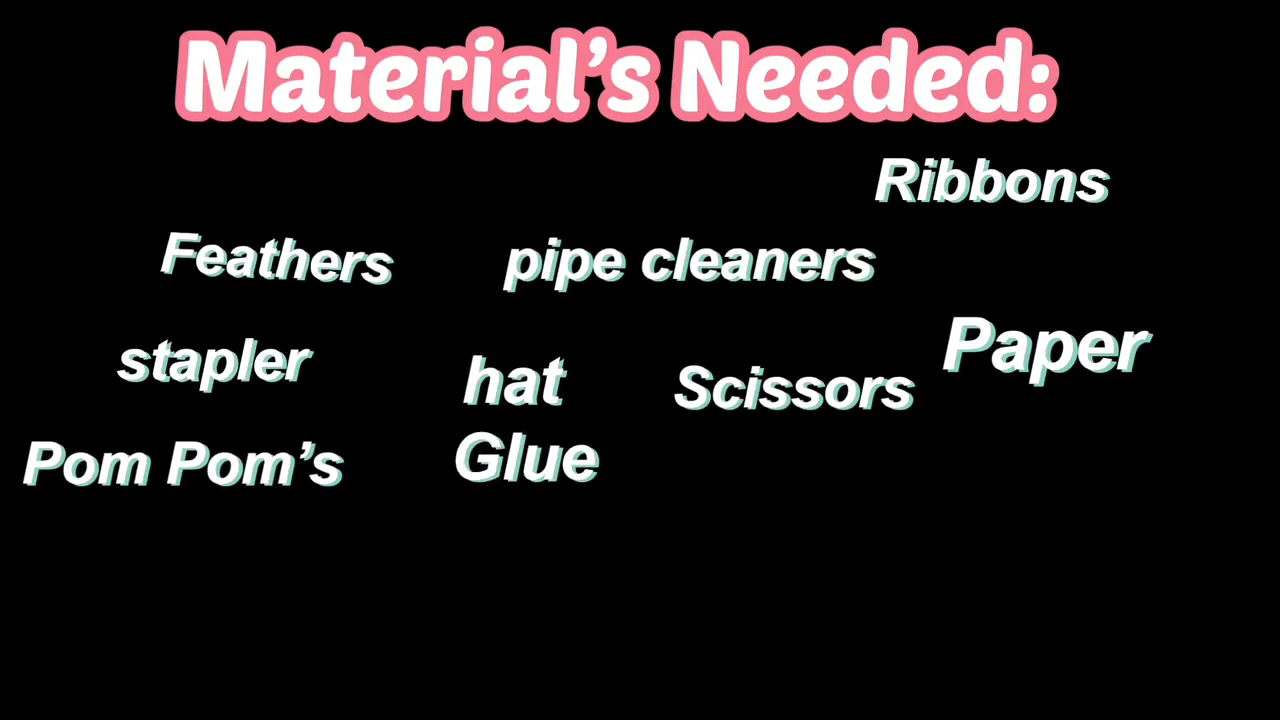 Material’s Needed:
Ribbons
Feathers
pipe cleaners
Paper
stapler
hat
Scissors
Pom Pom’s
Glue